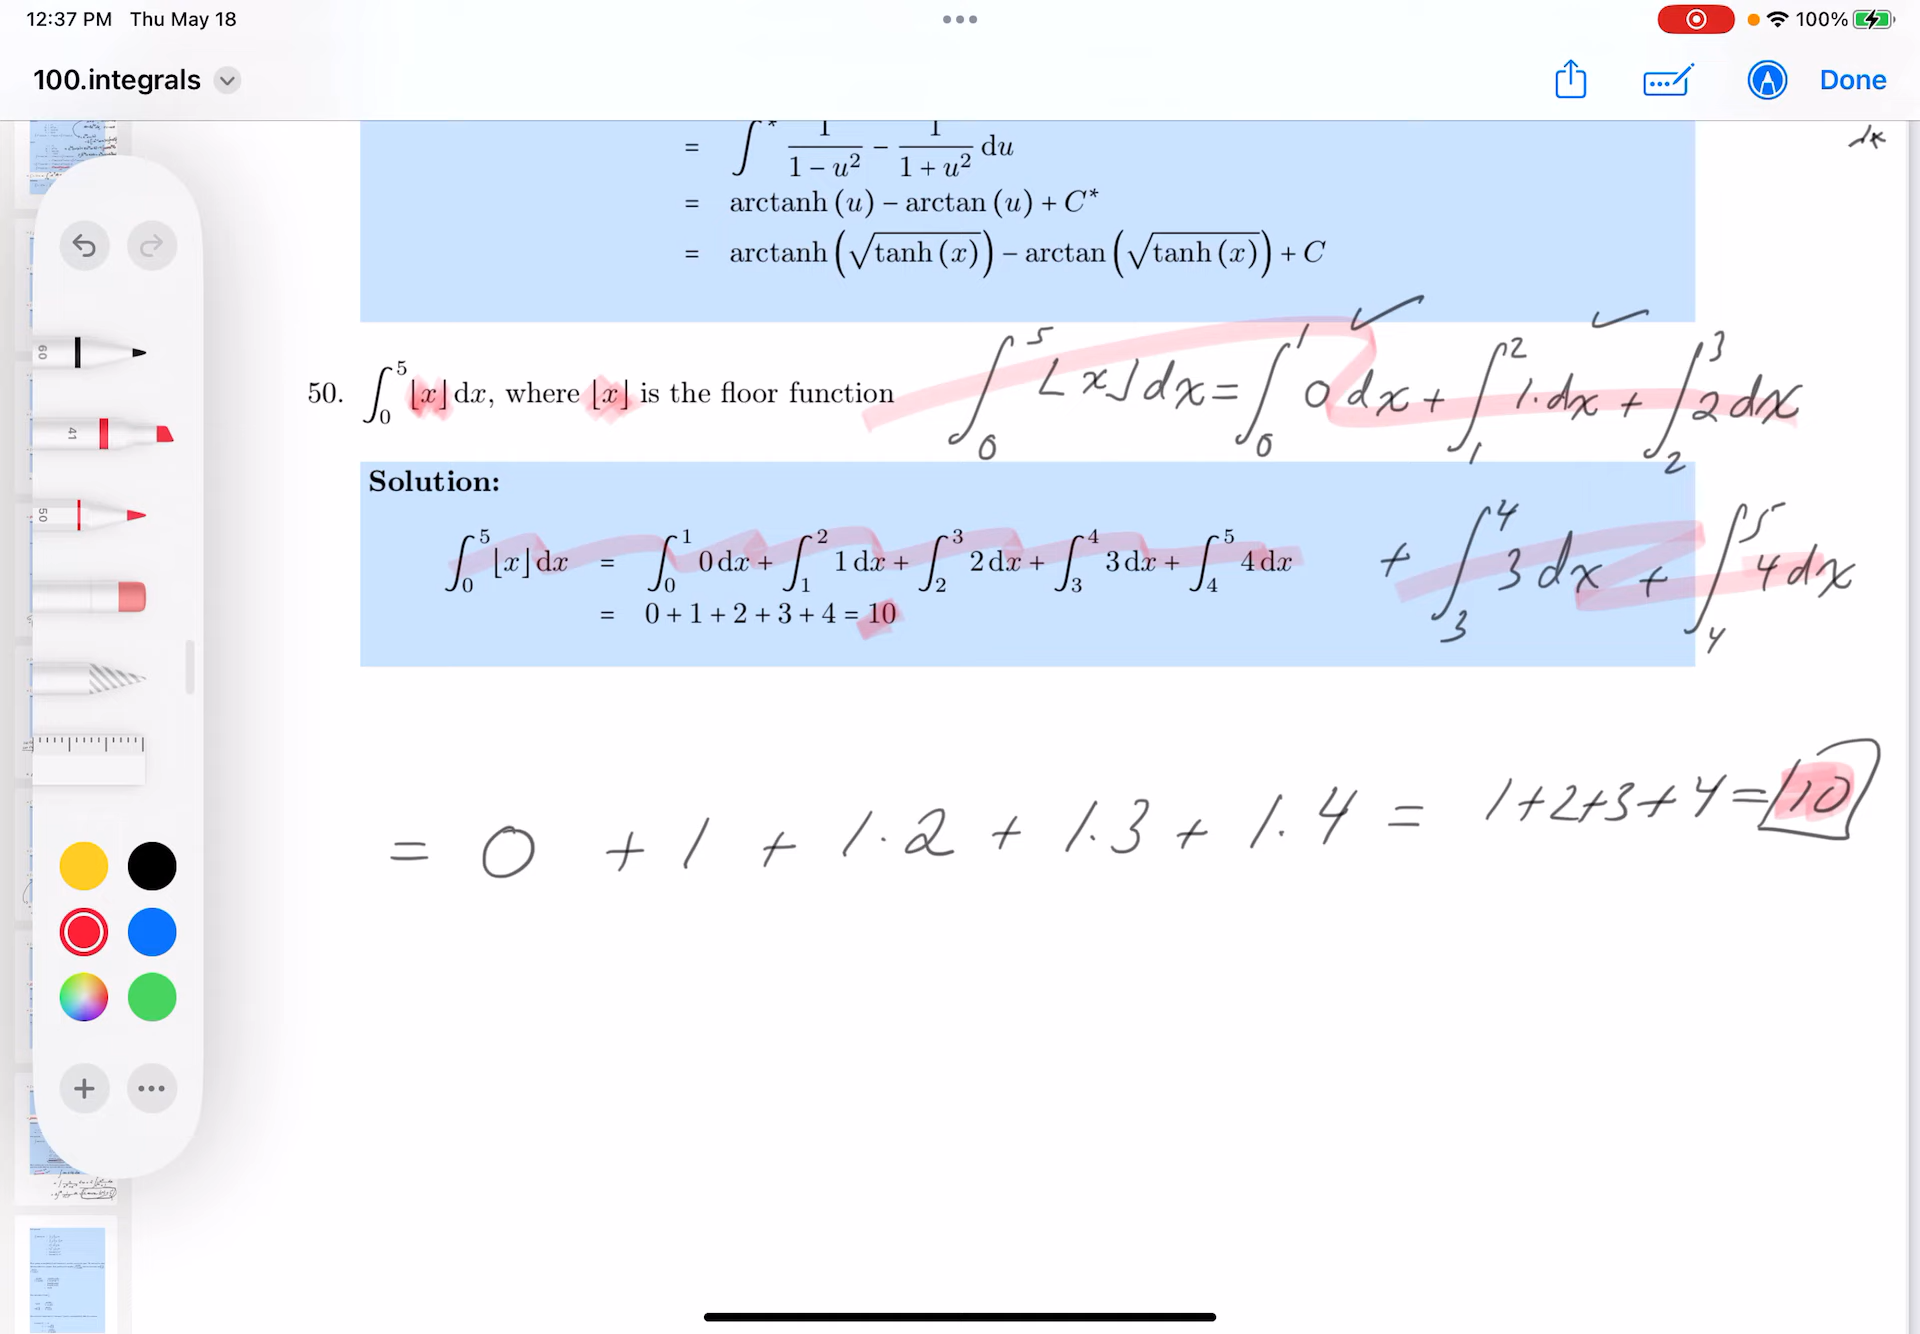 12:37 PM Thu May 18
100%
100.integrals
Done
= ∫* 1/(1 − u²) − 1/(1 + u²) du
dx
= arctanh (u) − arctan (u) + C*
= arctanh (√tanh (x)) − arctan (√tanh (x)) + C
50. ∫₀⁵ ⌊x⌋ dx, where ⌊x⌋ is the floor function
∫₀⁵ ⌊x⌋dx = ∫₀¹ 0 dx + ∫₁² 1·dx + ∫₂³ 2 dx
Solution:
∫₀⁵ ⌊x⌋ dx = ∫₀¹ 0 dx + ∫₁² 1 dx + ∫₂³ 2 dx + ∫₃⁴ 3 dx + ∫₄⁵ 4 dx
+ ∫₃⁴ 3 dx + ∫₄⁵ 4 dx
= 0 + 1 + 2 + 3 + 4 = 10
= 0 + 1 + 1·2 + 1·3 + 1·4 = 1+2+3+4=10
60
41
50